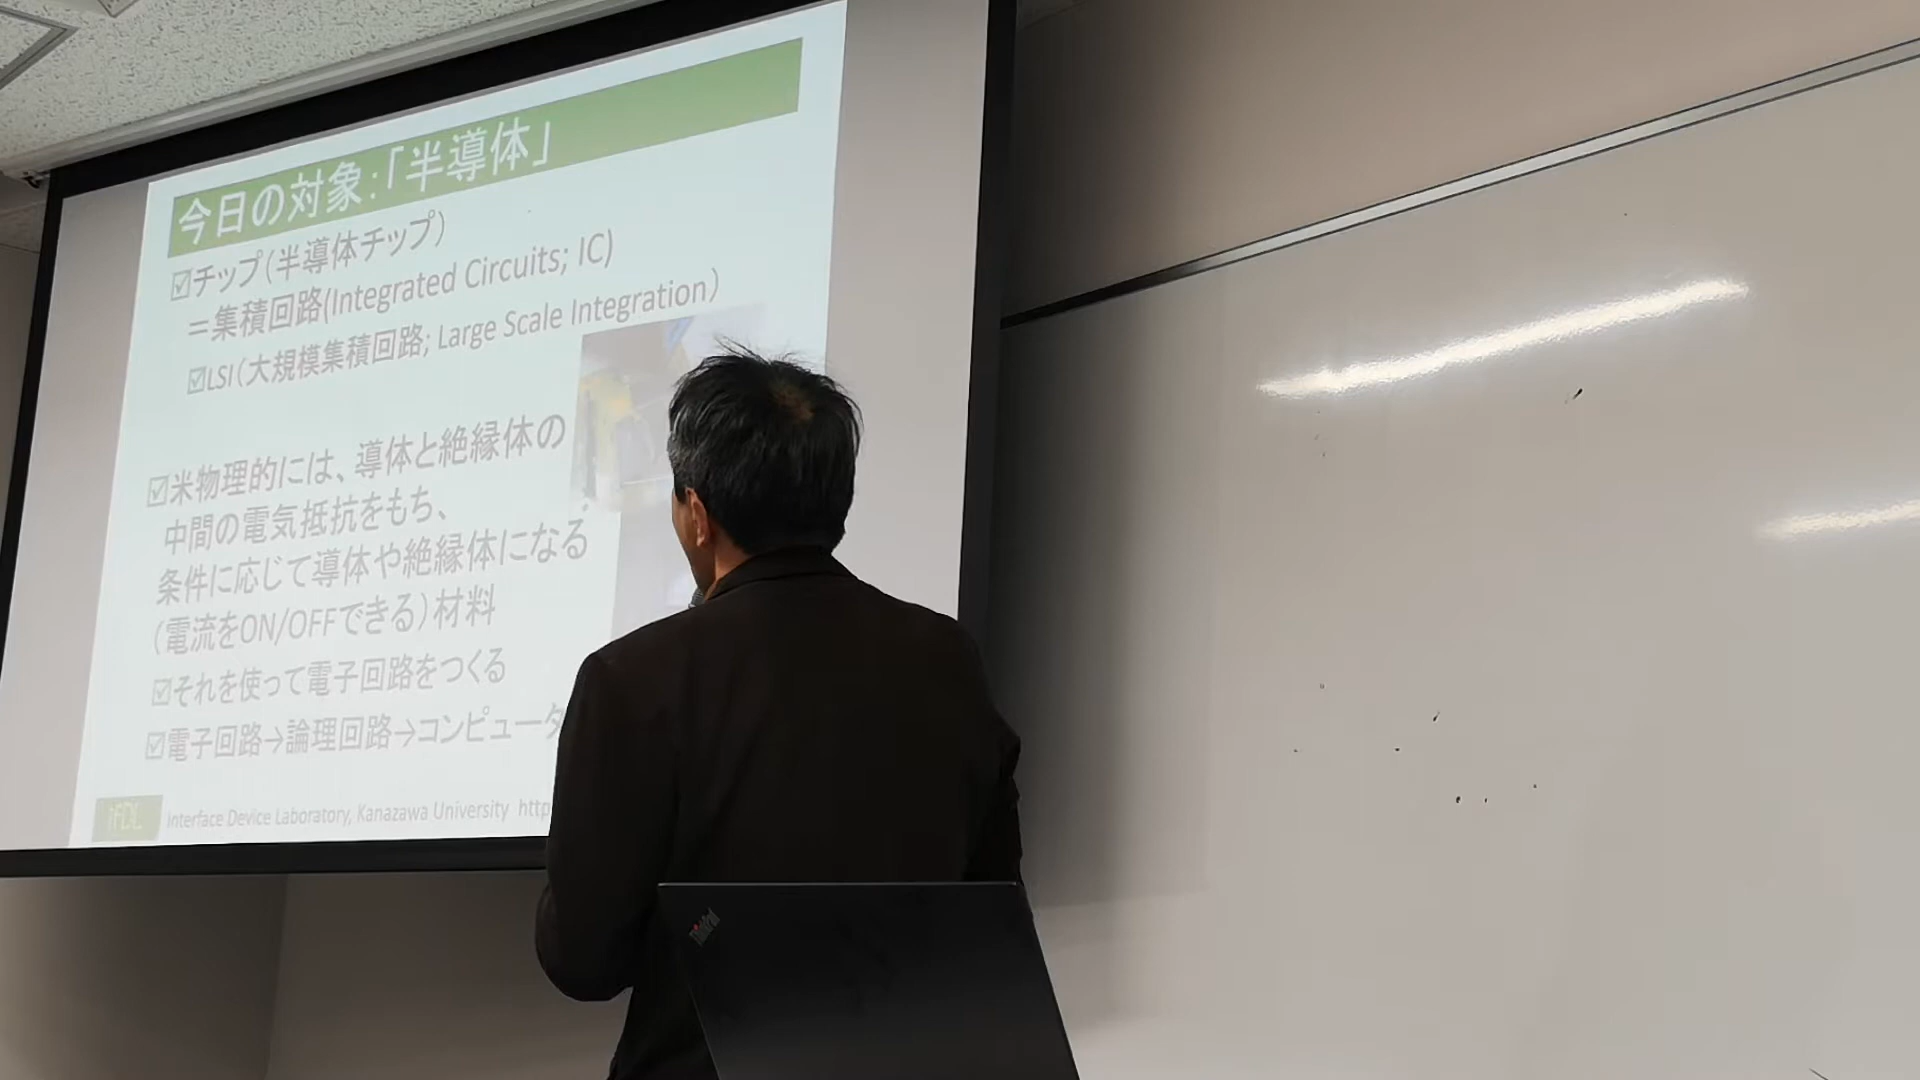 今日の対象:「半導体」
☑チップ(半導体チップ)
=集積回路(Integrated Circuits; IC)
☑LSI(大規模集積回路; Large Scale Integration)
☑米物理的には、導体と絶縁体の
中間の電気抵抗をもち、
条件に応じて導体や絶縁体になる
(電流をON/OFFできる)材料
☑それを使って電子回路をつくる
☑電子回路→論理回路→コンピュータ
ifDL Interface Device Laboratory, Kanazawa University http
ThinkPad